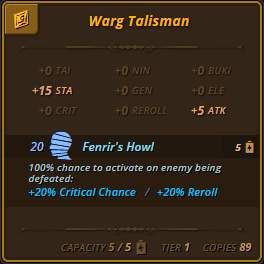 Warg Talisman
+0 TAI +0 NIN +0 BUKI
+15 STA +0 GEN +0 ELE
+0 CRIT +0 REROLL +5 ATK
20 Fenrir's Howl 5
100% chance to activate on enemy being
defeated:
+20% Critical Chance / +20% Reroll
CAPACITY 5 / 5 TIER 1 COPIES 89